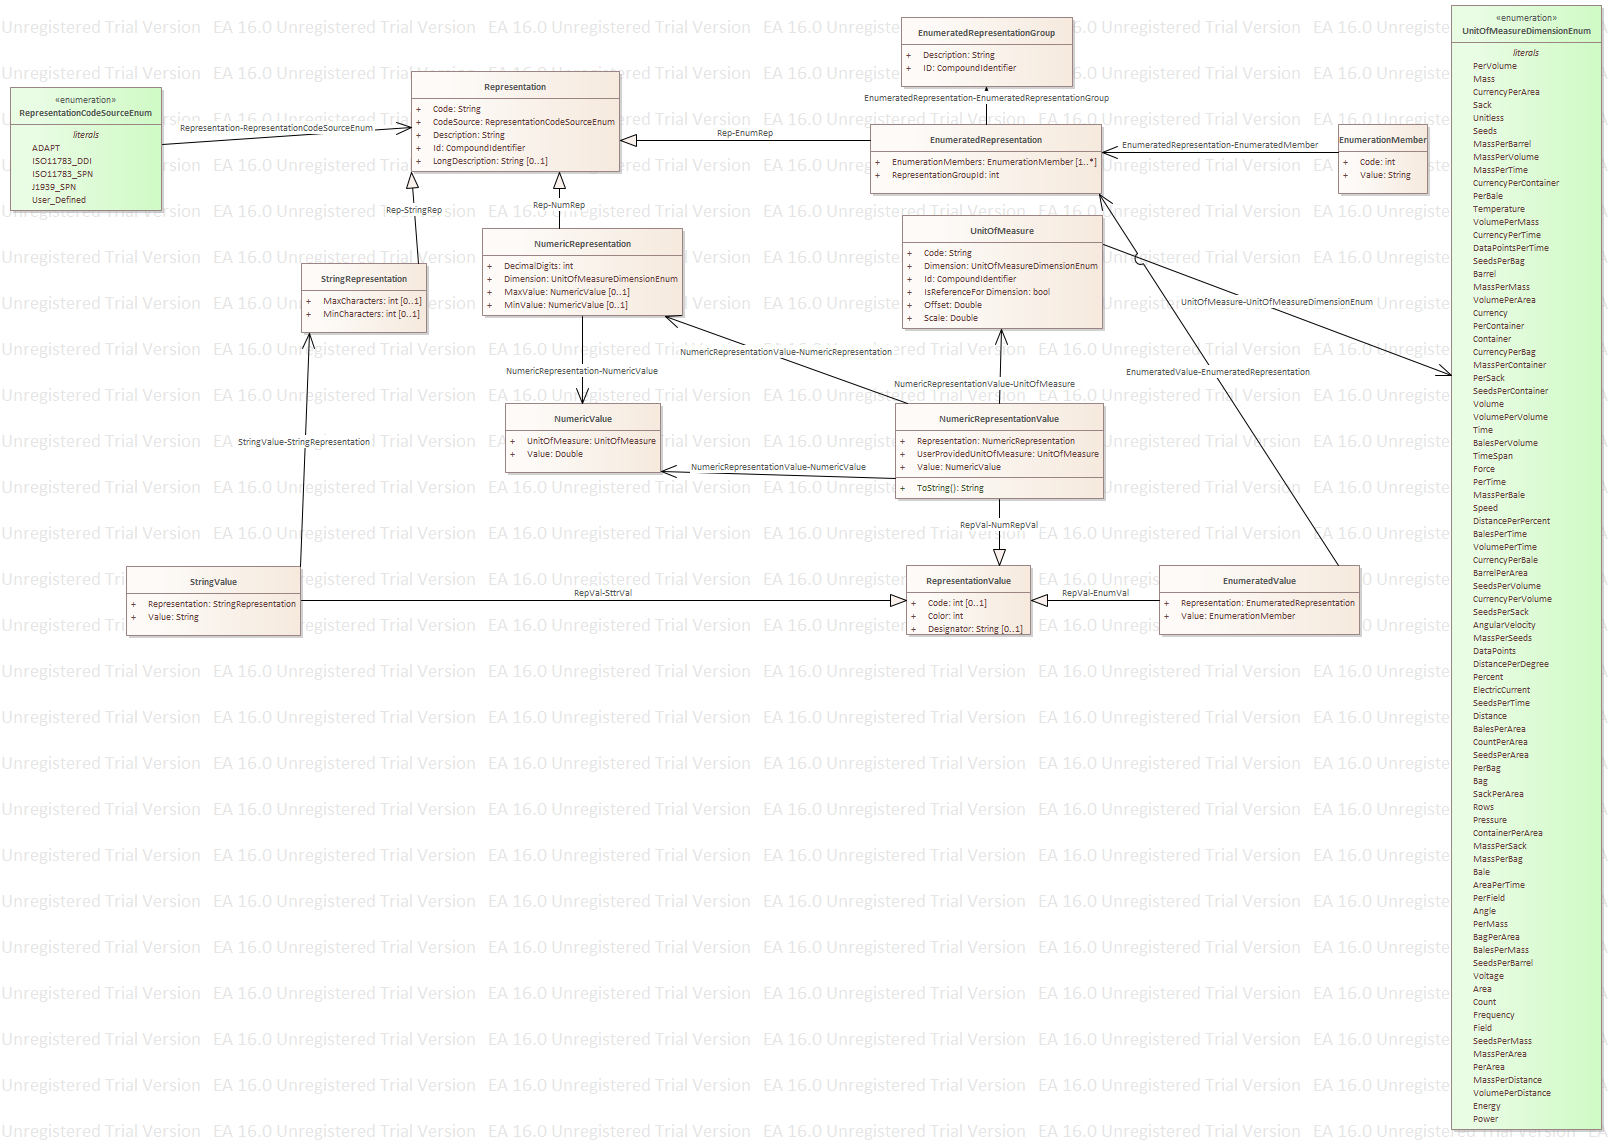 «enumeration»
RepresentationCodeSourceEnum
literals
ADAPT
ISO11783_DDI
ISO11783_SPN
J1939_SPN
User_Defined
Representation-RepresentationCodeSourceEnum
Representation
+ Code: String
+ CodeSource: RepresentationCodeSourceEnum
+ Description: String
+ Id: CompoundIdentifier
+ LongDescription: String [0..1]
Rep-EnumRep
EnumeratedRepresentationGroup
+ Description: String
+ ID: CompoundIdentifier
EnumeratedRepresentation-EnumeratedRepresentationGroup
EnumeratedRepresentation
+ EnumerationMembers: EnumerationMember [1..*]
+ RepresentationGroupId: int
EnumeratedRepresentation-EnumeratedMember
EnumerationMember
+ Code: int
+ Value: String
Rep-StringRep
Rep-NumRep
StringRepresentation
+ MaxCharacters: int [0..1]
+ MinCharacters: int [0..1]
NumericRepresentation
+ DecimalDigits: int
+ Dimension: UnitOfMeasureDimensionEnum
+ MaxValue: NumericValue [0..1]
+ MinValue: NumericValue [0..1]
UnitOfMeasure
+ Code: String
+ Dimension: UnitOfMeasureDimensionEnum
+ Id: CompoundIdentifier
+ IsReferenceFor Dimension: bool
+ Offset: Double
+ Scale: Double
UnitOfMeasure-UnitOfMeasureDimensionEnum
NumericRepresentationValue-NumericRepresentation
NumericRepresentation-NumericValue
NumericRepresentationValue-UnitOfMeasure
EnumeratedValue-EnumeratedRepresentation
NumericValue
+ UnitOfMeasure: UnitOfMeasure
+ Value: Double
NumericRepresentationValue
+ Representation: NumericRepresentation
+ UserProvidedUnitOfMeasure: UnitOfMeasure
+ Value: NumericValue
+ ToString(): String
StringValue-StringRepresentation
NumericRepresentationValue-NumericValue
RepVal-NumRepVal
StringValue
+ Representation: StringRepresentation
+ Value: String
RepVal-SttrVal
RepresentationValue
+ Code: int [0..1]
+ Color: int
+ Designator: String [0..1]
RepVal-EnumVal
EnumeratedValue
+ Representation: EnumeratedRepresentation
+ Value: EnumerationMember
«enumeration»
UnitOfMeasureDimensionEnum
literals
PerVolume
Mass
CurrencyPerArea
Sack
Unitless
Seeds
MassPerBarrel
MassPerVolume
MassPerTime
CurrencyPerContainer
PerBale
Temperature
VolumePerMass
CurrencyPerTime
DataPointsPerTime
SeedsPerBag
Barrel
MassPerMass
VolumePerArea
Currency
PerContainer
Container
CurrencyPerBag
MassPerContainer
PerSack
SeedsPerContainer
Volume
VolumePerVolume
Time
BalesPerVolume
TimeSpan
Force
PerTime
MassPerBale
Speed
DistancePerPercent
BalesPerTime
VolumePerTime
CurrencyPerBale
BarrelPerArea
SeedsPerVolume
CurrencyPerVolume
SeedsPerSack
AngularVelocity
MassPerSeeds
DataPoints
DistancePerDegree
Percent
ElectricCurrent
SeedsPerTime
Distance
BalesPerArea
CountPerArea
SeedsPerArea
PerBag
Bag
SackPerArea
Rows
Pressure
ContainerPerArea
MassPerSack
MassPerBag
Bale
AreaPerTime
PerField
Angle
PerMass
BagPerArea
BalesPerMass
SeedsPerBarrel
Voltage
Area
Count
Frequency
Field
SeedsPerMass
MassPerArea
PerArea
MassPerDistance
VolumePerDistance
Energy
Power
Unregistered Trial Version EA 16.0 Unregistered Trial Version